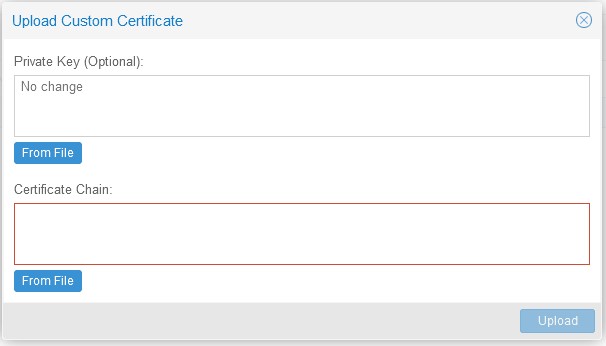 Upload Custom Certificate
Private Key (Optional):
No change
From File
Certificate Chain:
From File
Upload